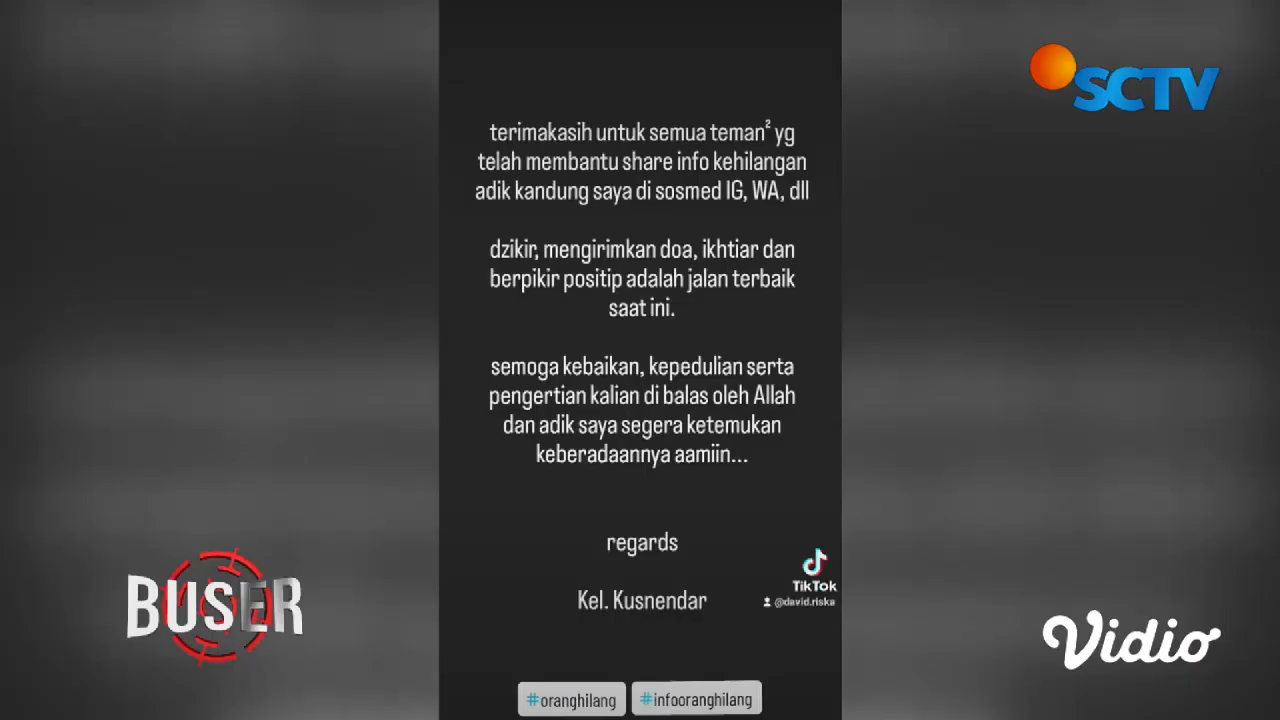 SCTV
terimakasih untuk semua teman² yg
telah membantu share info kehilangan
adik kandung saya di sosmed IG, WA, dll
dzikir, mengirimkan doa, ikhtiar dan
berpikir positip adalah jalan terbaik
saat ini.
semoga kebaikan, kepedulian serta
pengertian kalian di balas oleh Allah
dan adik saya segera ketemukan
keberadaannya aamiin...
regards
Kel. Kusnendar
TikTok
@david.riska
BUSER
Vidio
#oranghilang
#infooranghilang